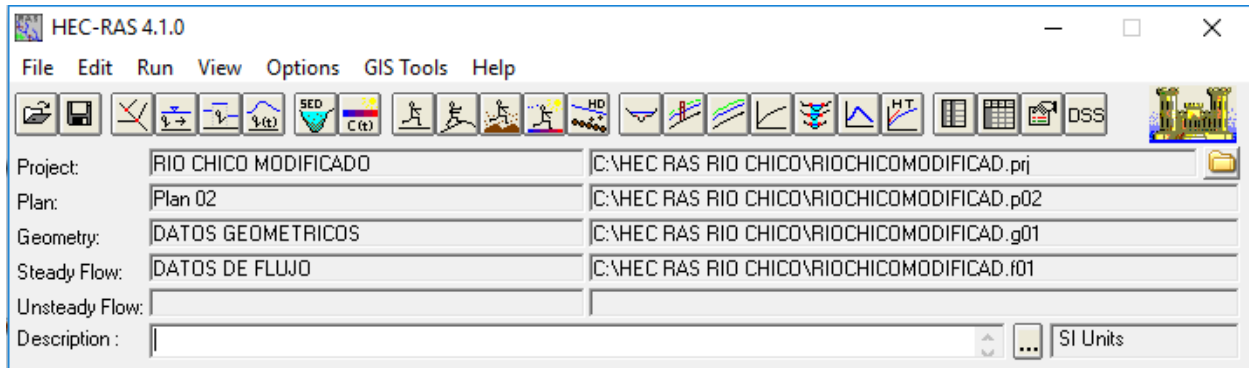 HEC-RAS 4.1.0
File Edit Run View Options GIS Tools Help
SED C(t) HD HT DSS
Project: RIO CHICO MODIFICADO C:\HEC RAS RIO CHICO\RIOCHICOMODIFICAD.prj
Plan: Plan 02 C:\HEC RAS RIO CHICO\RIOCHICOMODIFICAD.p02
Geometry: DATOS GEOMETRICOS C:\HEC RAS RIO CHICO\RIOCHICOMODIFICAD.g01
Steady Flow: DATOS DE FLUJO C:\HEC RAS RIO CHICO\RIOCHICOMODIFICAD.f01
Unsteady Flow:
Description : ... SI Units